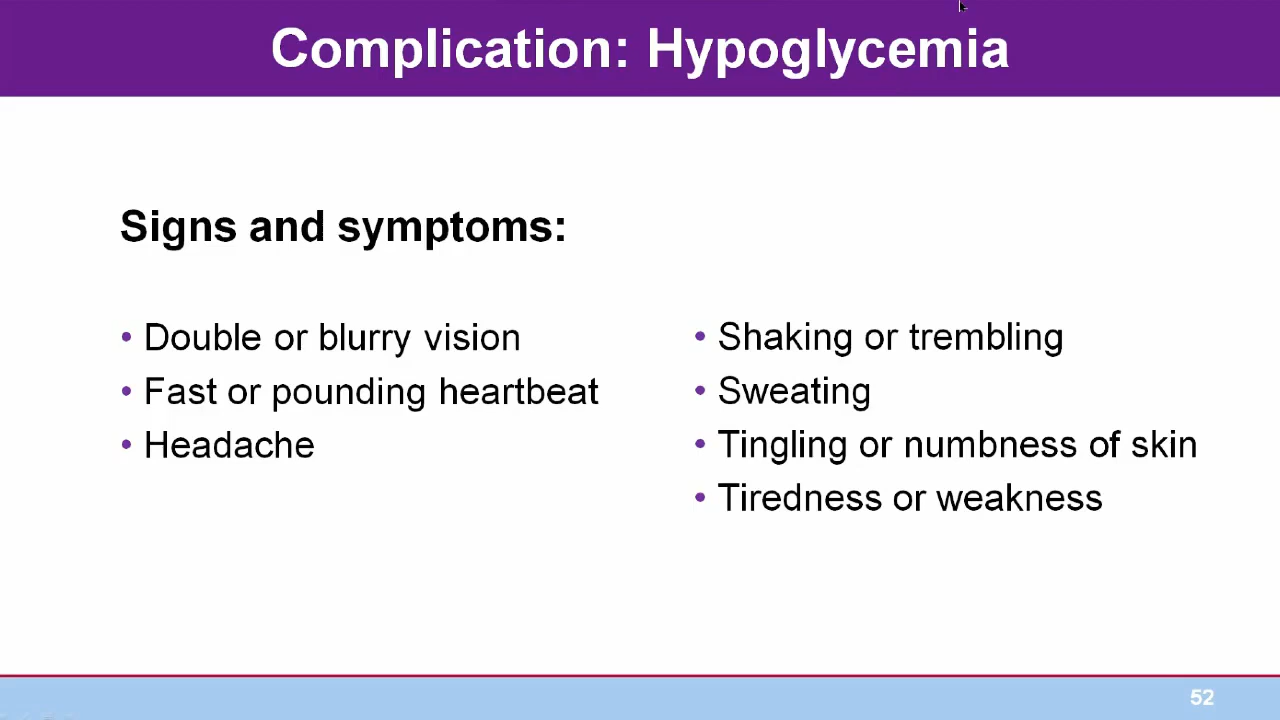 Complication: Hypoglycemia
Signs and symptoms:
• Double or blurry vision
• Fast or pounding heartbeat
• Headache
• Shaking or trembling
• Sweating
• Tingling or numbness of skin
• Tiredness or weakness
52